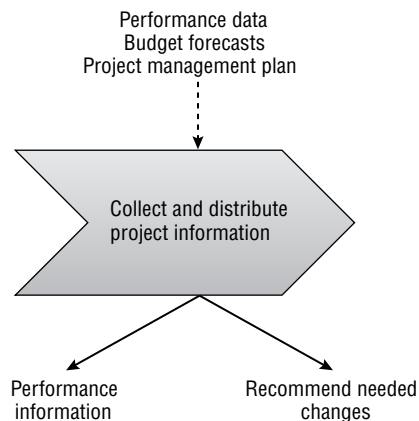 Performance data
Budget forecasts
Project management plan
Collect and distribute
project information
Performance
information
Recommend needed
changes